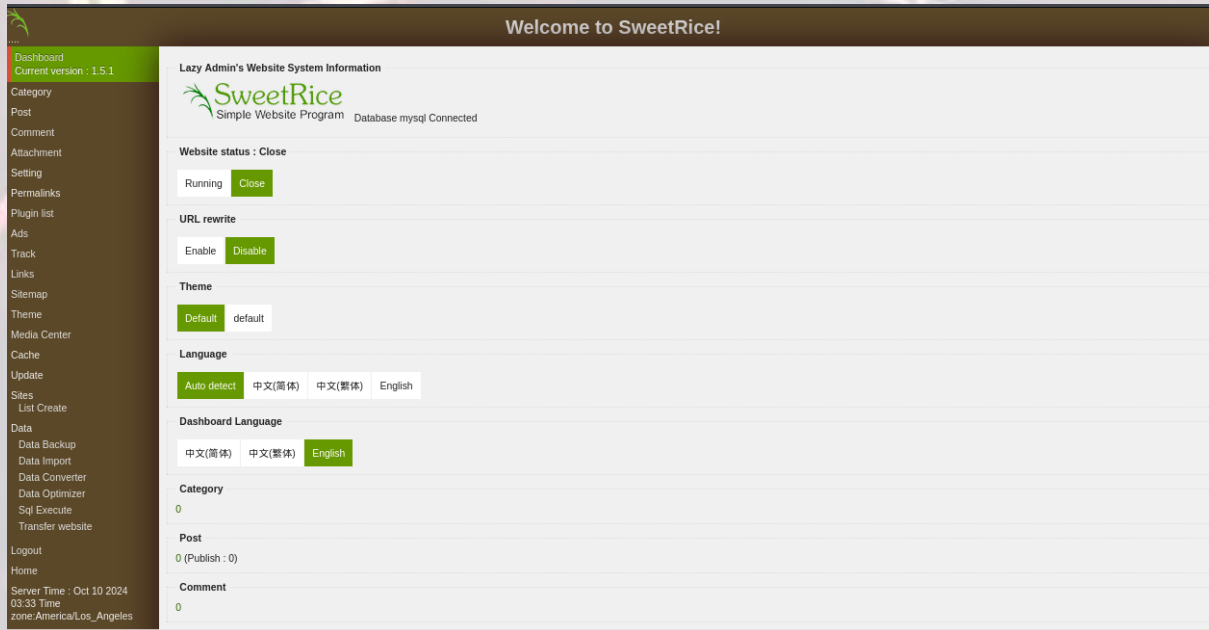 Welcome to SweetRice!
....
Dashboard
Current version : 1.5.1
Category
Post
Comment
Attachment
Setting
Permalinks
Plugin list
Ads
Track
Links
Sitemap
Theme
Media Center
Cache
Update
Sites
List Create
Data
Data Backup
Data Import
Data Converter
Data Optimizer
Sql Execute
Transfer website
Logout
Home
Server Time : Oct 10 2024
03:33 Time
zone:America/Los_Angeles
Lazy Admin's Website System Information
SweetRice
Simple Website Program Database mysql Connected
Website status : Close
Running Close
URL rewrite
Enable Disable
Theme
Default default
Language
Auto detect 中文(简体) 中文(繁体) English
Dashboard Language
中文(简体) 中文(繁体) English
Category
0
Post
0 (Publish : 0)
Comment
0